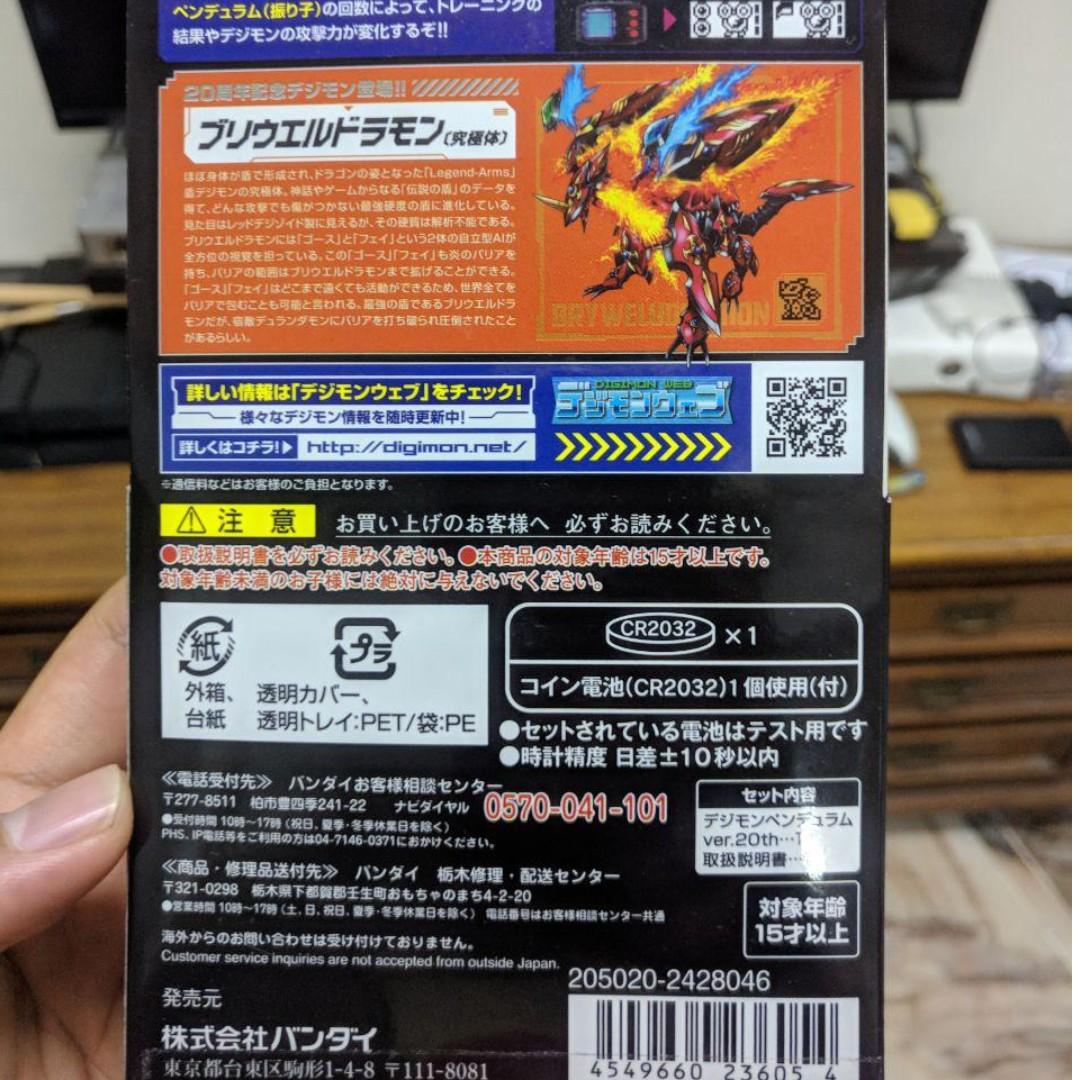 ペンデュラム(振り子)の回数によって、トレーニングの
結果やデジモンの攻撃力が変化するぞ!!
20周年記念デジモン登場!!
ブリウエルドラモン(究極体)
ほぼ身体が盾で形成され、ドラゴンの姿となった「Legend-Arms」
盾デジモンの究極体。神話やゲームからなる「伝説の盾」のデータを
得て、どんな攻撃でも傷がつかない最強硬度の盾に進化している。
見た目はレッドデジゾイド製に見えるが、その硬質は解析不能である。
ブリウエルドラモンには「ゴース」と「フェイ」という2体の自立型AIが
全方位の視覚を担っている。この「ゴース」「フェイ」も炎のバリアを
持ち、バリアの範囲はブリウエルドラモンまで拡げることができる。
「ゴース」「フェイ」はどこまで遠くても活動ができるため、世界全てを
バリアで包むことも可能と言われる。最強の盾であるブリウエルドラ
モンだが、宿敵デュランダモンにバリアを打ち破られ圧倒されたこと
があるらしい。
詳しい情報は「デジモンウェブ」をチェック!
様々なデジモン情報を随時更新中!
詳しくはコチラ!▶ http://digimon.net/
DIGIMON WEB
デジモンウェブ
※通信料などはお客様のご負担となります。
⚠注 意 お買い上げのお客様へ 必ずお読みください。
●取扱説明書を必ずお読みください。●本商品の対象年齢は15才以上です。
対象年齢未満のお子様には絶対に与えないでください。
紙 プラ
外箱、 透明カバー、
台紙 透明トレイ:PET/袋:PE
CR2032 ×1
コイン電池(CR2032)1個使用(付)
●セットされている電池はテスト用です
●時計精度 日差±10秒以内
≪電話受付先≫ バンダイお客様相談センター
〒277-8511 柏市豊四季241-22 ナビダイヤル 0570-041-101
●受付時間 10時～17時 (祝日、夏季・冬季休業日を除く)
PHS、IP電話等をご利用の方は04-7146-0371におかけください。
セット内容
デジモンペンデュラム
ver.20th…
取扱説明書…
≪商品・修理品送付先≫ バンダイ 栃木修理・配送センター
〒321-0298 栃木県下都賀郡壬生町おもちゃのまち4-2-20
●営業時間 10時～17時 (土、日、祝日、夏季・冬季休業日を除く) 電話番号はお客様相談センター共通
対象年齢
15才以上
海外からのお問い合わせは受け付けておりません。
Customer service inquiries are not accepted from outside Japan.
205020-2428046
発売元
株式会社バンダイ
東京都台東区駒形1-4-8 〒111-8081
4549660 23605 4